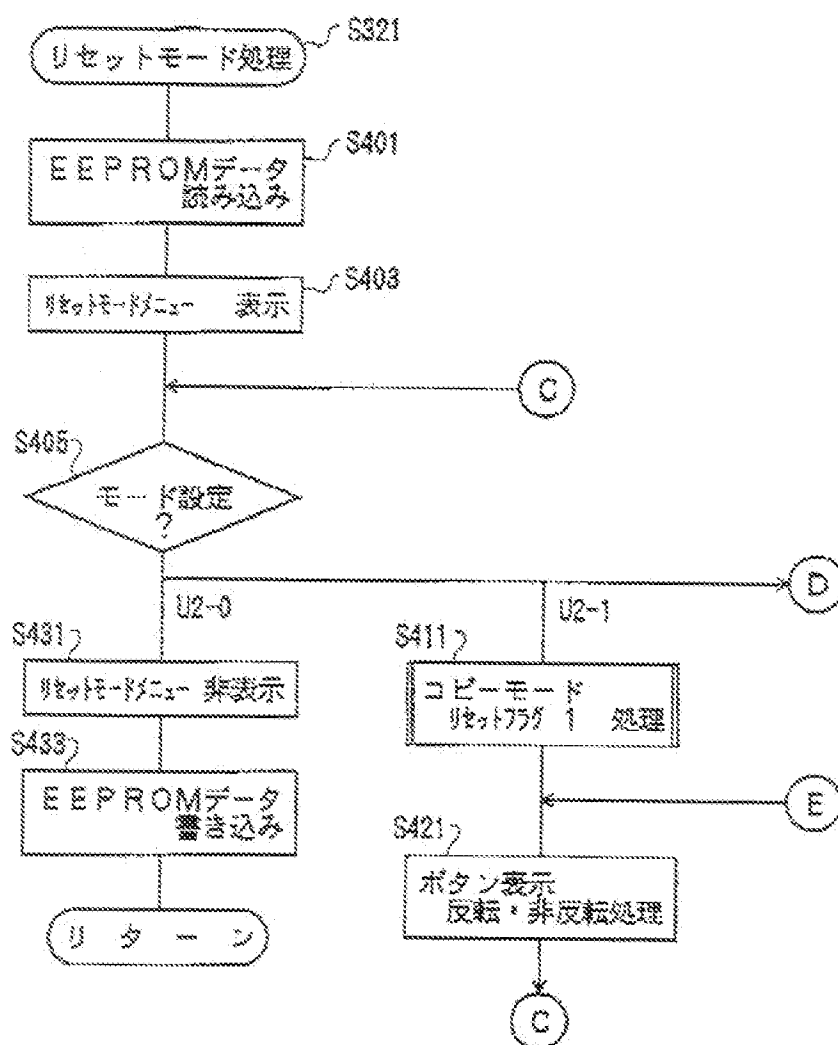 リセットモード処理
S321
EEPROMデータ
読み込み
S401
リセットモードメニュー 表示
S403
C
S405
モード設定
?
D
U2-0
U2-1
S431
リセットモードメニュー 非表示
S411
コピーモード
リセットフラグ 1 処理
S433
EEPROMデータ
書き込み
E
S421
ボタン表示
反転・非反転処理
リターン
C